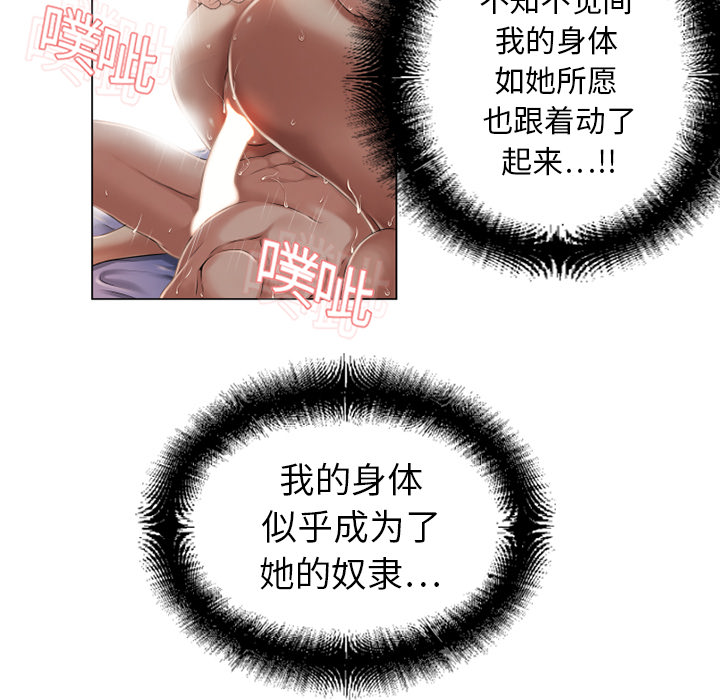 不知不觉间
我的身体
如她所愿
也跟着动了
起来...!!
噗呲
噗呲
我的身体
似乎成为了
她的奴隶...